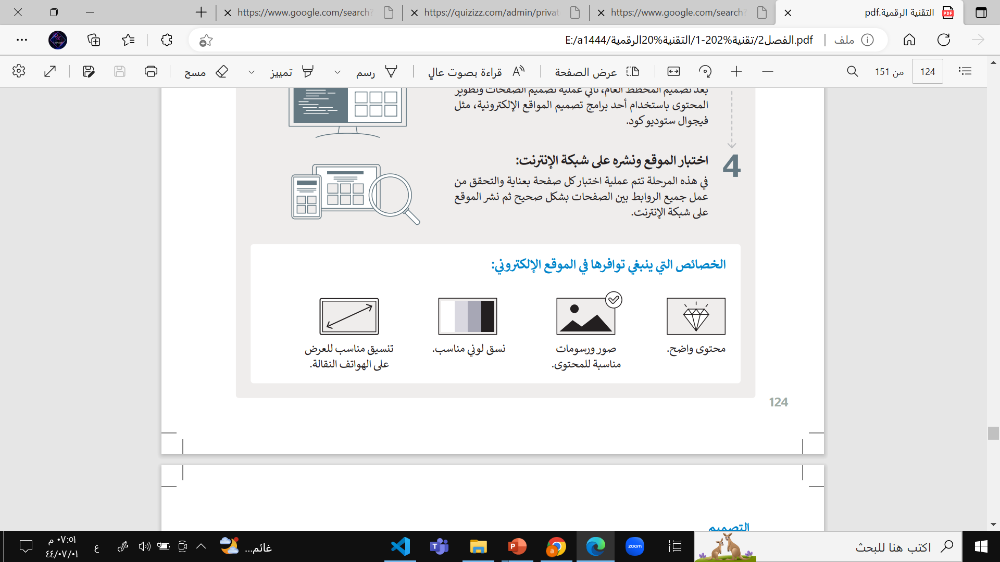 التقنية الرقمية.pdf
https://www.google.com/search?
https://quizizz.com/admin/privat
https://www.google.com/search?
ملف
E:/a1444/التقنية%20الرقمية/1-202%تقنية/الفصل2.pdf
124
من 151
عرض الصفحة
قراءة بصوت عالٍ
رسم
تمييز
مسح
بعد تصميم المخطط العام، تأتي عملية تصميم الصفحات وتطوير
المحتوى باستخدام أحد برامج تصميم المواقع الإلكترونية، مثل
فيجوال ستوديو كود.
4
اختبار الموقع ونشره على شبكة الإنترنت:
في هذه المرحلة تتم عملية اختبار كل صفحة بعناية والتحقق من
عمل جميع الروابط بين الصفحات بشكل صحيح ثم نشر الموقع
على شبكة الإنترنت.
الخصائص التي ينبغي توافرها في الموقع الإلكتروني:
محتوى واضح.
صور ورسومات
مناسبة للمحتوى.
نسق لوني مناسب.
تنسيق مناسب للعرض
على الهواتف النقالة.
124
التصميم
اكتب هنا للبحث
zoom
غائم...
ع
٠٧:٥١ م
٤٤/٠٧/٠١